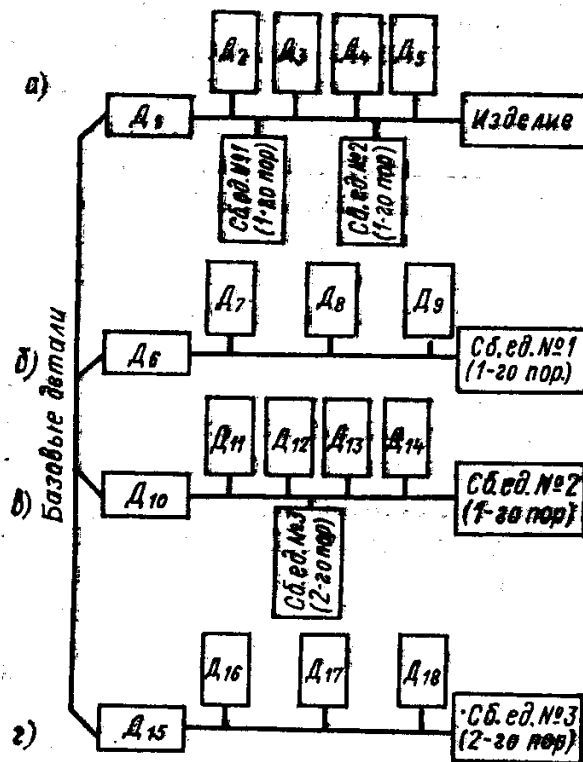 а)
Д2
Д3
Д4
Д5
Д1
Изделие
Сб.ед.№1
(1-го пор)
Сб.ед.№2
(1-го пор)
Базовые детали
б)
Д7
Д8
Д9
Д6
Сб.ед.№1
(1-го пор.)
в)
Д11
Д12
Д13
Д14
Д10
Сб.ед.№2
(1-го пор)
Сб.ед.№3
(2-го пор)
г)
Д16
Д17
Д18
Д15
Сб.ед.№3
(2-го пор)